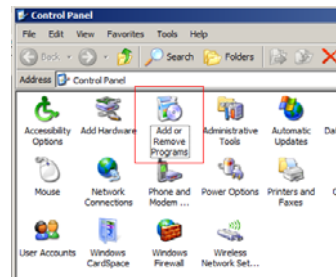 Control Panel
File Edit View Favorites Tools Help
Back Search Folders
Address Control Panel
Accessibility Options
Add Hardware
Add or Remove Programs
Administrative Tools
Automatic Updates
Mouse
Network Connections
Phone and Modem ...
Power Options
Printers and Faxes
User Accounts
Windows CardSpace
Windows Firewall
Wireless Network Set...